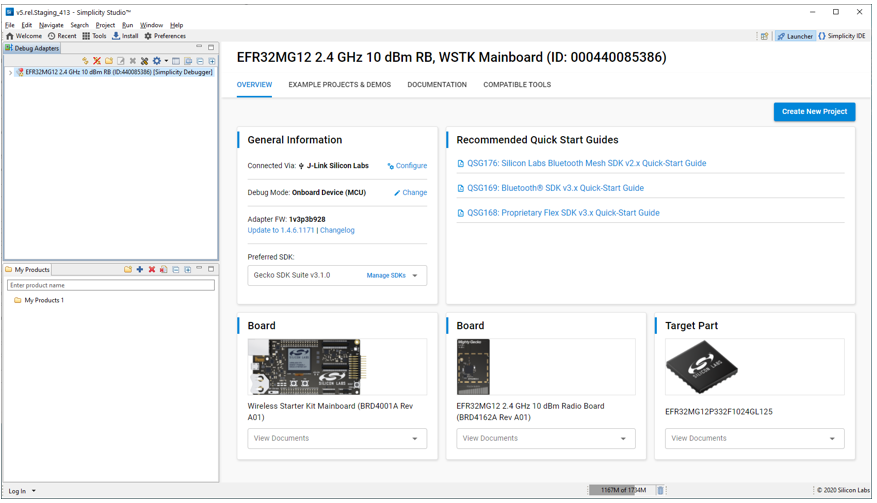 v5.rel.Staging_413 - Simplicity Studio™
File Edit Navigate Search Project Run Window Help
Welcome Recent Tools Install Preferences
Launcher Simplicity IDE
Debug Adapters
EFR32MG12 2.4 GHz 10 dBm RB (ID:440085386) [Simplicity Debugger]
My Products
Enter product name
My Products 1
EFR32MG12 2.4 GHz 10 dBm RB, WSTK Mainboard (ID: 000440085386)
OVERVIEW EXAMPLE PROJECTS & DEMOS DOCUMENTATION COMPATIBLE TOOLS
Create New Project
General Information
Connected Via: J-Link Silicon Labs Configure
Debug Mode: Onboard Device (MCU) Change
Adapter FW: 1v3p3b928
Update to 1.4.6.1171 | Changelog
Preferred SDK:
Gecko SDK Suite v3.1.0 Manage SDKs
Recommended Quick Start Guides
QSG176: Silicon Labs Bluetooth Mesh SDK v2.x Quick-Start Guide
QSG169: Bluetooth® SDK v3.x Quick-Start Guide
QSG168: Proprietary Flex SDK v3.x Quick-Start Guide
Board
SILICON LABS
Wireless Starter Kit Mainboard (BRD4001A Rev
A01)
View Documents
Board
Mighty Gecko
EFR32MG12 2.4 GHz 10 dBm Radio Board
(BRD4162A Rev A01)
View Documents
Target Part
SILICON LABS
EFR32MG12P332F1024GL125
View Documents
Log In
1167M of 1734M
© 2020 Silicon Labs